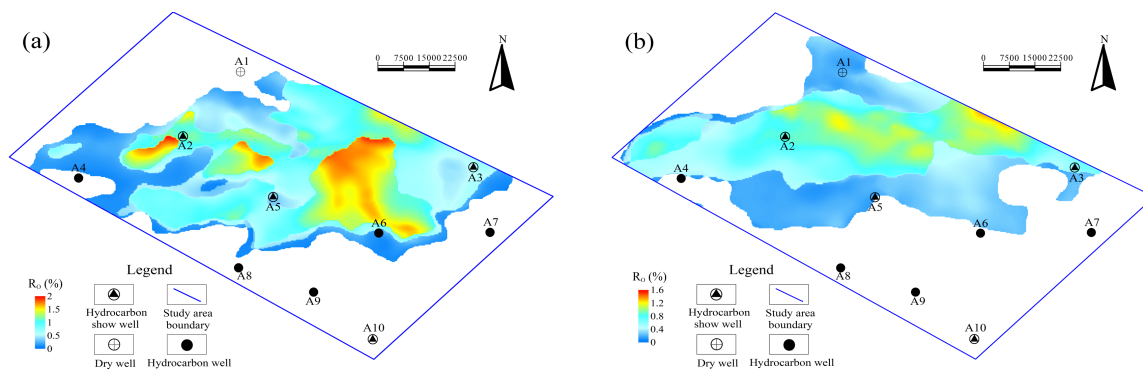 (a)
A1
0 7500 15000 22500
N
A2
A3
A4
A5
A6
A7
A8
A9
A10
Legend
R_O (%)
2
1.5
1
0.5
0
Hydrocarbon
show well
Study area
boundary
Dry well
Hydrocarbon well
(b)
A1
0 7500 15000 22500
N
A2
A3
A4
A5
A6
A7
A8
A9
A10
Legend
R_O (%)
1.6
1.2
0.8
0.4
0
Hydrocarbon
show well
Study area
boundary
Dry well
Hydrocarbon well